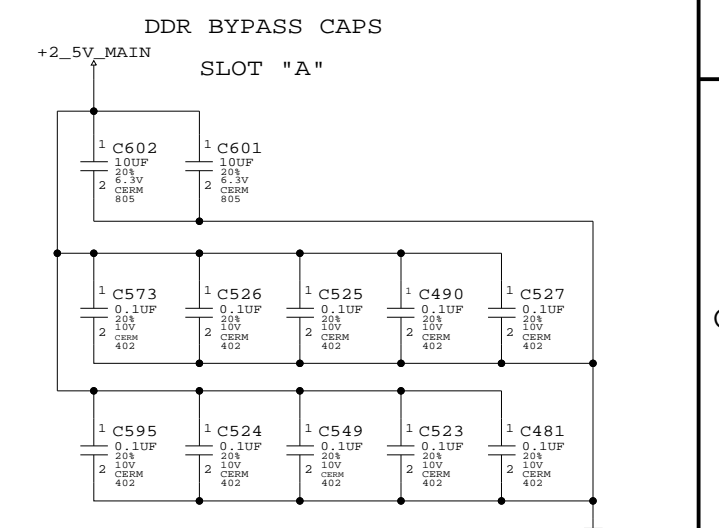 DDR BYPASS CAPS
+2_5V_MAIN
SLOT "A"
1 C602
10UF
20%
6.3V
2 CERM
805
1 C601
10UF
20%
6.3V
2 CERM
805
1 C573
0.1UF
20%
10V
2 CERM
402
1 C526
0.1UF
20%
10V
2 CERM
402
1 C525
0.1UF
20%
10V
2 CERM
402
1 C490
0.1UF
20%
10V
2 CERM
402
1 C527
0.1UF
20%
10V
2 CERM
402
1 C595
0.1UF
20%
10V
2 CERM
402
1 C524
0.1UF
20%
10V
2 CERM
402
1 C549
0.1UF
20%
10V
2 CERM
402
1 C523
0.1UF
20%
10V
2 CERM
402
1 C481
0.1UF
20%
10V
2 CERM
402